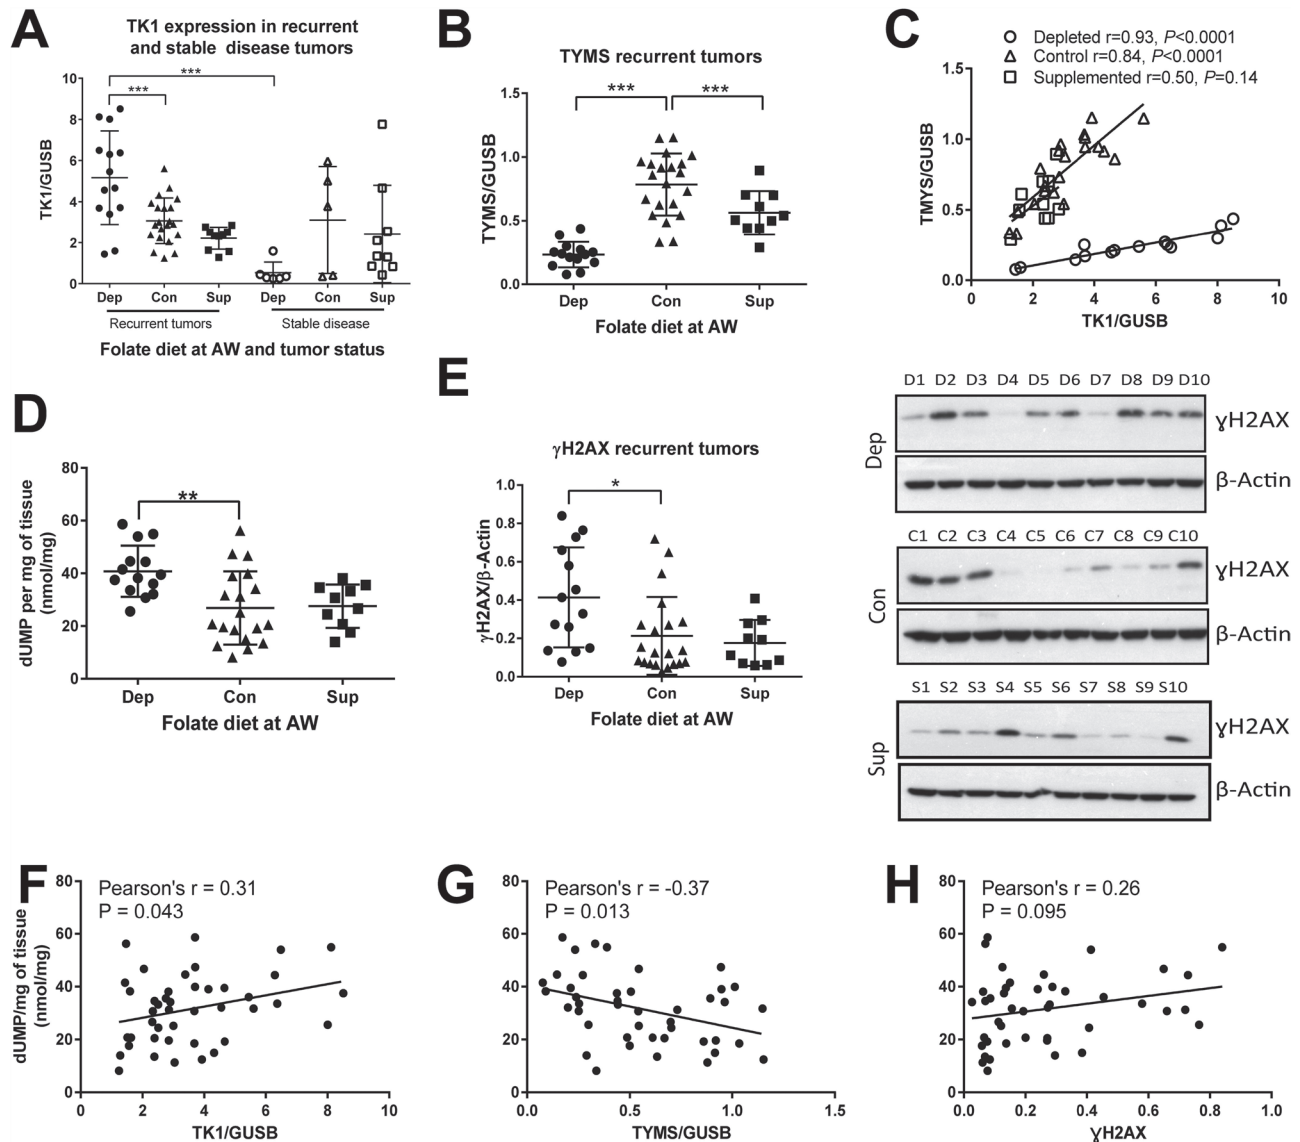 A
TK1 expression in recurrent
and stable disease tumors
***
***
TK1/GUSB
10
8
6
4
2
0
Dep Con Sup Dep Con Sup
Recurrent tumors Stable disease
Folate diet at AW and tumor status
B
TYMS recurrent tumors
*** ***
TYMS/GUSB
1.5
1.0
0.5
0.0
Dep Con Sup
Folate diet at AW
C
Depleted r=0.93, P<0.0001
Control r=0.84, P<0.0001
Supplemented r=0.50, P=0.14
TMYS/GUSB
1.5
1.0
0.5
0.0
0 2 4 6 8 10
TK1/GUSB
D
**
dUMP per mg of tissue
(nmol/mg)
80
60
40
20
0
Dep Con Sup
Folate diet at AW
E
γH2AX recurrent tumors
*
γH2AX/β-Actin
1.0
0.8
0.6
0.4
0.2
0.0
Dep Con Sup
Folate diet at AW
D1 D2 D3 D4 D5 D6 D7 D8 D9 D10
Dep
ɣH2AX
β-Actin
C1 C2 C3 C4 C5 C6 C7 C8 C9 C10
Con
ɣH2AX
β-Actin
S1 S2 S3 S4 S5 S6 S7 S8 S9 S10
Sup
ɣH2AX
β-Actin
F
Pearson's r = 0.31
P = 0.043
dUMP/mg of tissue
(nmol/mg)
80
60
40
20
0
0 2 4 6 8 10
TK1/GUSB
G
Pearson's r = -0.37
P = 0.013
80
60
40
20
0
0.0 0.5 1.0 1.5
TYMS/GUSB
H
Pearson's r = 0.26
P = 0.095
80
60
40
20
0
0.0 0.2 0.4 0.6 0.8 1.0
ɣH2AX